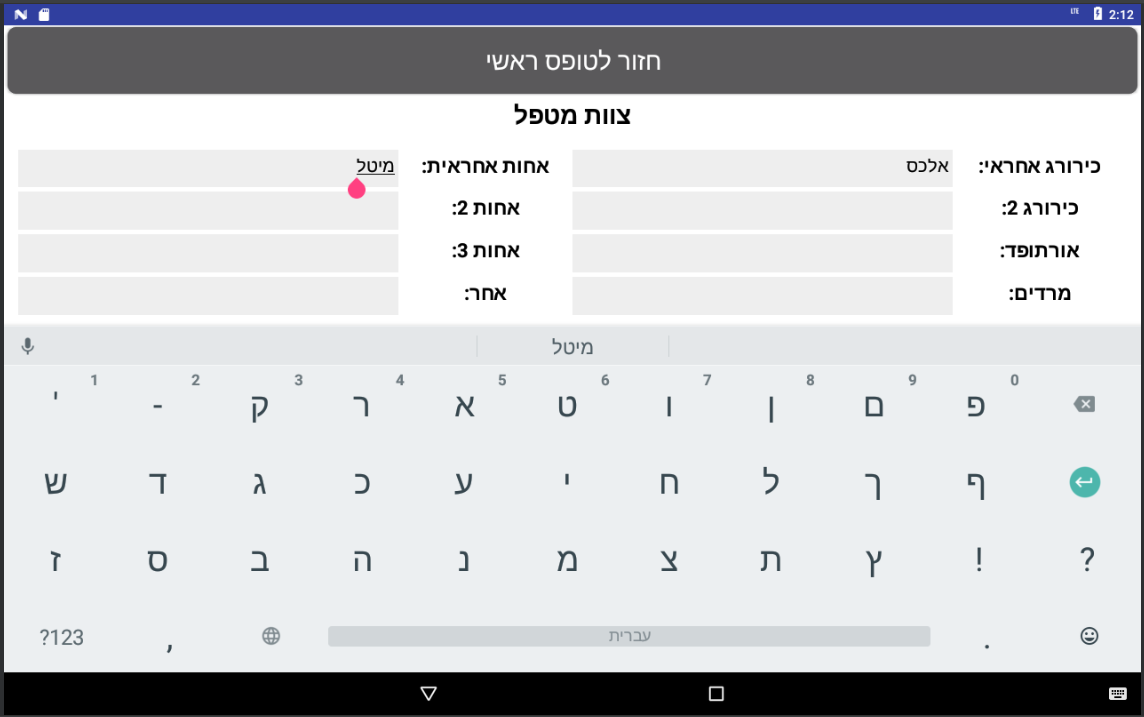 LTE 2:12
חזור לטופס ראשי
צוות מטפל
כירורג אחראי: אלכס אחות אחראית: מיטל
כירורג 2: אחות 2:
אורתופד: אחות 3:
מרדים: אחר:
מיטל
1 2 3 4 5 6 7 8 9 0
' - ק ר א ט ו ן ם פ
ש ד ג כ ע י ח ל ך ף
ז ס ב ה נ מ צ ת ץ ! ?
?123 , עברית .